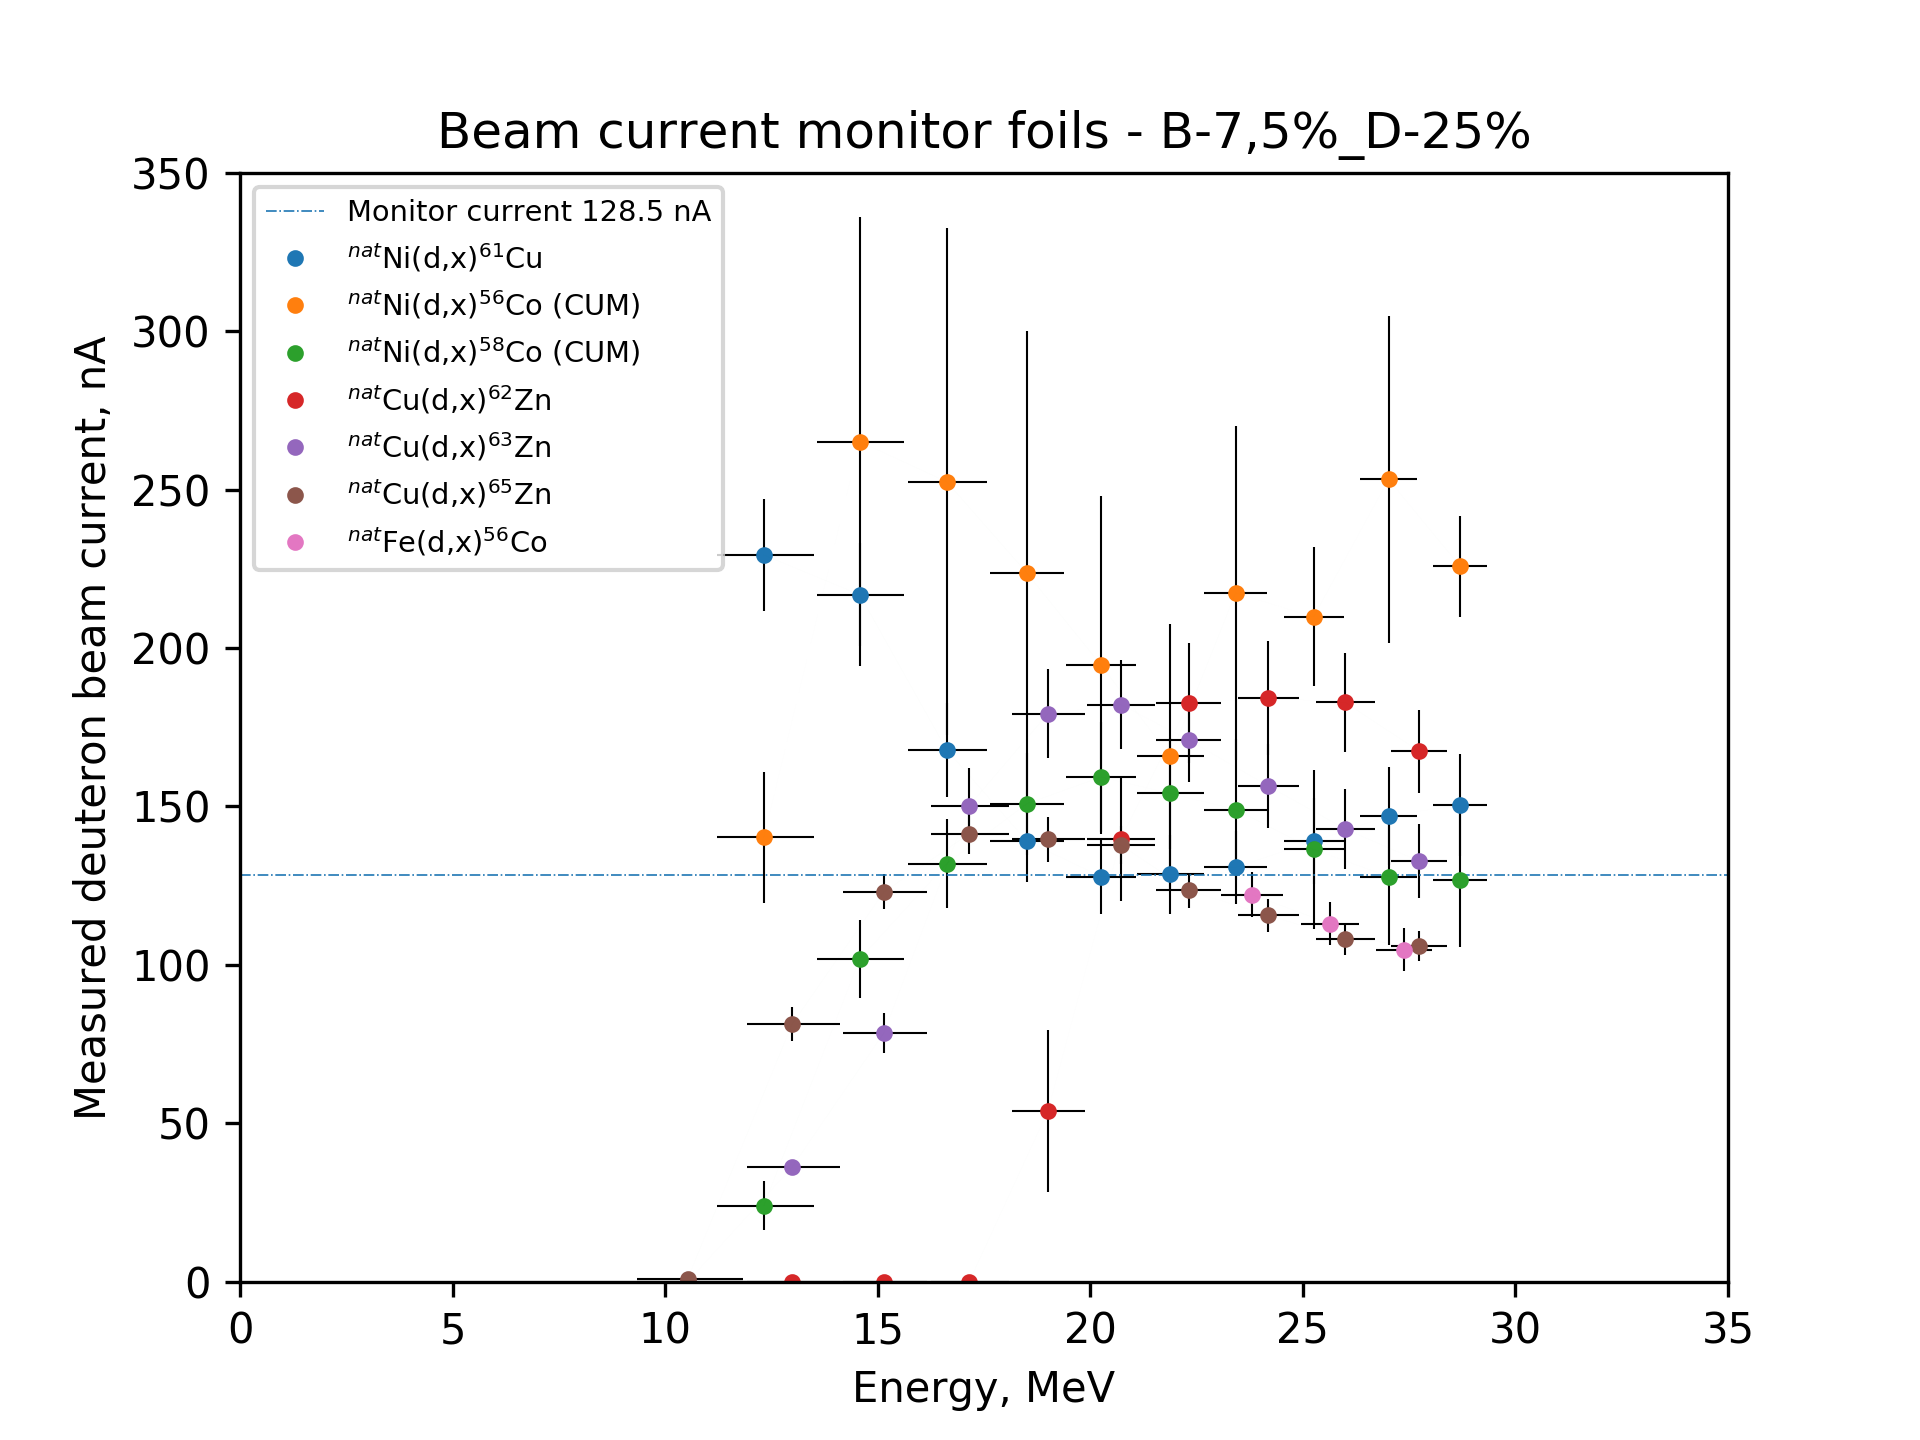 Beam current monitor foils - B-7,5%_D-25%
Measured deuteron beam current, nA
350
300
250
200
150
100
50
0
Monitor current 128.5 nA
natNi(d,x)61Cu
natNi(d,x)56Co (CUM)
natNi(d,x)58Co (CUM)
natCu(d,x)62Zn
natCu(d,x)63Zn
natCu(d,x)65Zn
natFe(d,x)56Co
0 5 10 15 20 25 30 35
Energy, MeV